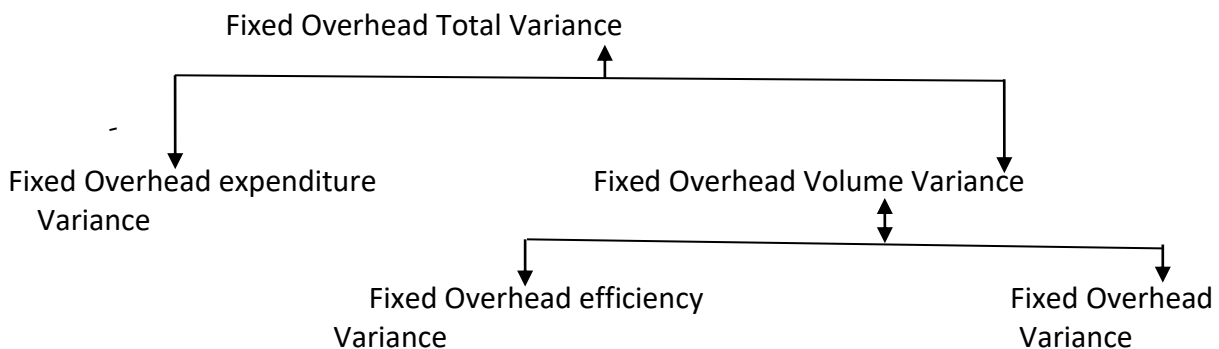 Fixed Overhead Total Variance
Fixed Overhead expenditure
Variance
Fixed Overhead Volume Variance
Fixed Overhead efficiency
Variance
Fixed Overhead
Variance